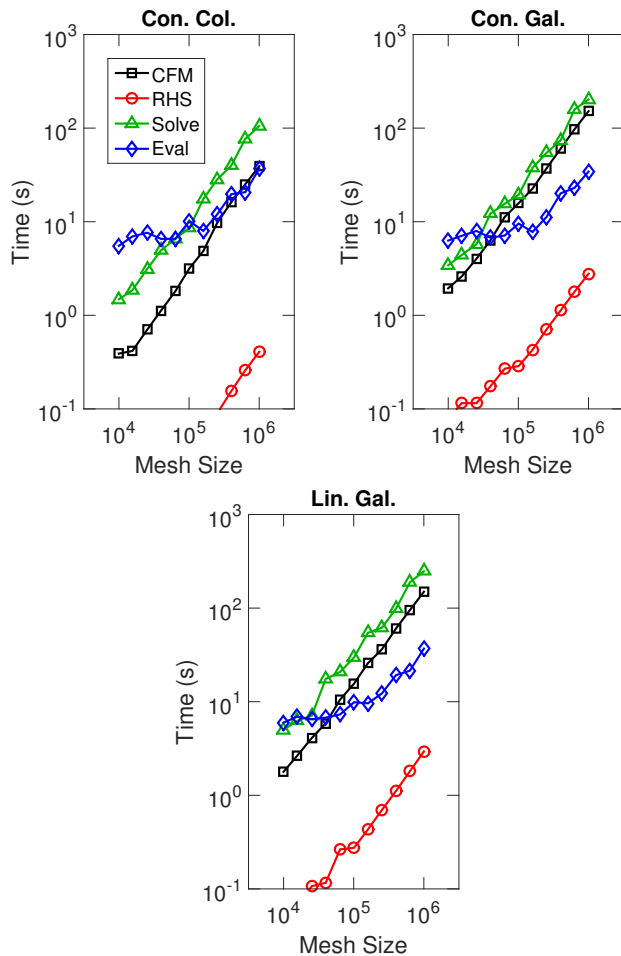 Con. Col.
10^3
10^2
10^1
10^0
10^-1
Time (s)
CFM
RHS
Solve
Eval
10^4 10^5 10^6
Mesh Size
Con. Gal.
10^3
10^2
10^1
10^0
10^-1
Time (s)
10^4 10^5 10^6
Mesh Size
Lin. Gal.
10^3
10^2
10^1
10^0
10^-1
Time (s)
10^4 10^5 10^6
Mesh Size